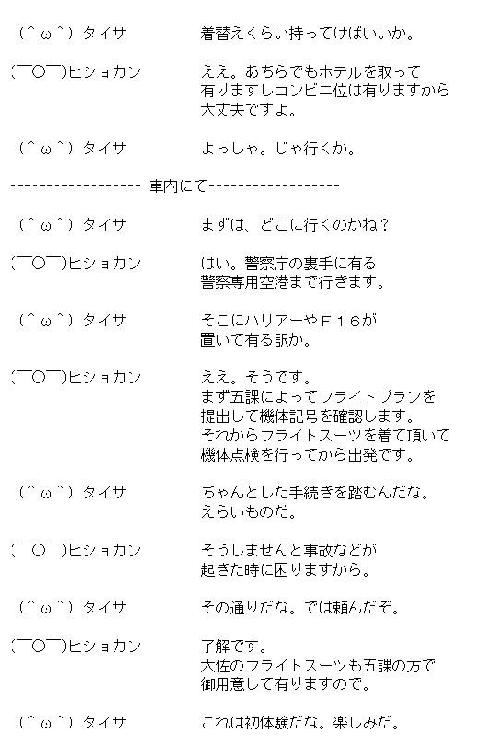 （＾ω＾）タイサ　着替えくらい持ってけばいいか。
(￣○￣)ヒショカン　ええ。あちらでもホテルを取って
有りますしコンビニ位は有りますから
大丈夫ですよ。
（＾ω＾）タイサ　よっしゃ。じゃ行くか。
------------------ 車内にて------------------
（＾ω＾）タイサ　まずは、どこに行くのかね？
(￣○￣)ヒショカン　はい。警察庁の裏手に有る
警察専用空港まで行きます。
（＾ω＾）タイサ　そこにハリアーやＦ１６が
置いて有る訳か。
(￣○￣)ヒショカン　ええ。そうです。
まず五課によってフライトプランを
提出して機体記号を確認します。
それからフライトスーツを着て頂いて
機体点検を行ってから出発です。
（＾ω＾）タイサ　ちゃんとした手続きを踏むんだな。
えらいものだ。
(￣○￣)ヒショカン　そうしませんと事故などが
起きた時に困りますから。
（＾ω＾）タイサ　その通りだな。では頼んだぞ。
(￣○￣)ヒショカン　了解です。
大佐のフライトスーツも五課の方で
御用意して有りますので。
（＾ω＾）タイサ　これは初体験だな。楽しみだ。